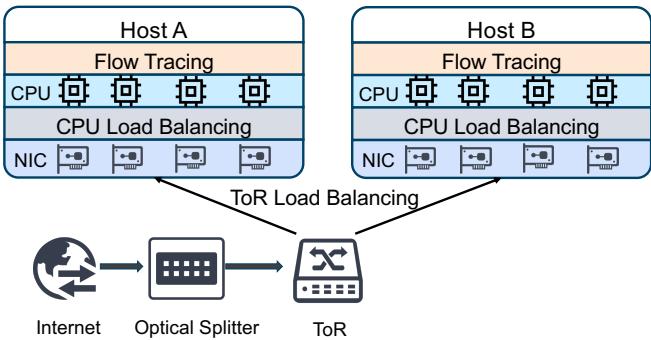 Host A
Flow Tracing
CPU
CPU Load Balancing
NIC
Host B
Flow Tracing
CPU
CPU Load Balancing
NIC
ToR Load Balancing
Internet
Optical Splitter
ToR